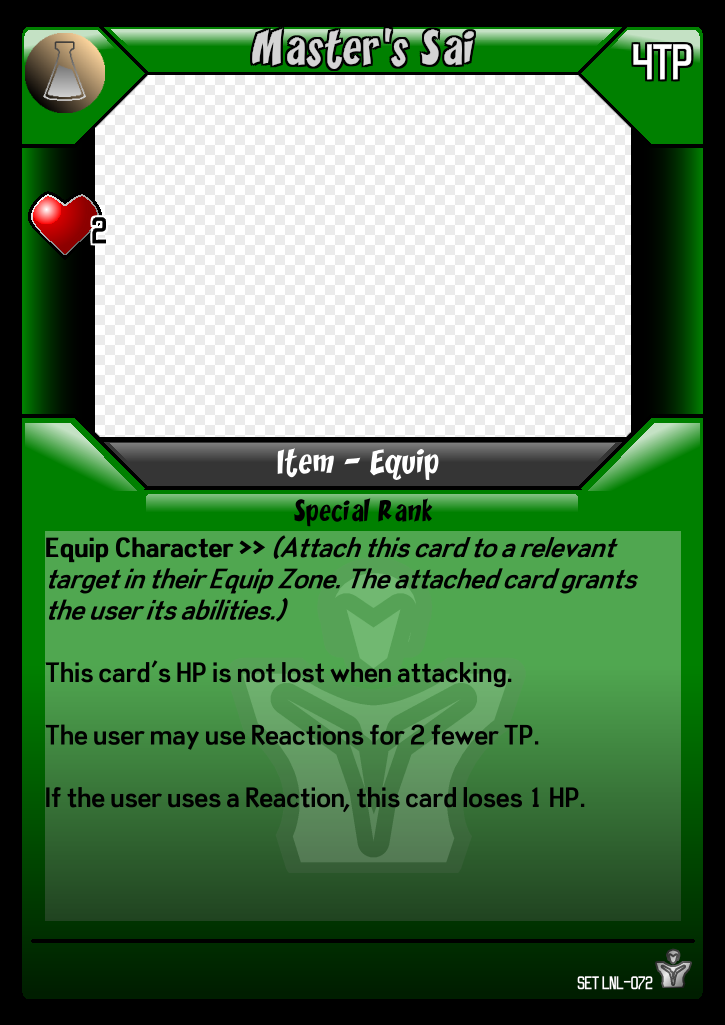 Master's Sai
4TP
2
Item - Equip
Special Rank
Equip Character >> (Attach this card to a relevant
target in their Equip Zone. The attached card grants
the user its abilities.)
This card's HP is not lost when attacking.
The user may use Reactions for 2 fewer TP.
If the user uses a Reaction, this card loses 1 HP.
SET LNL-072